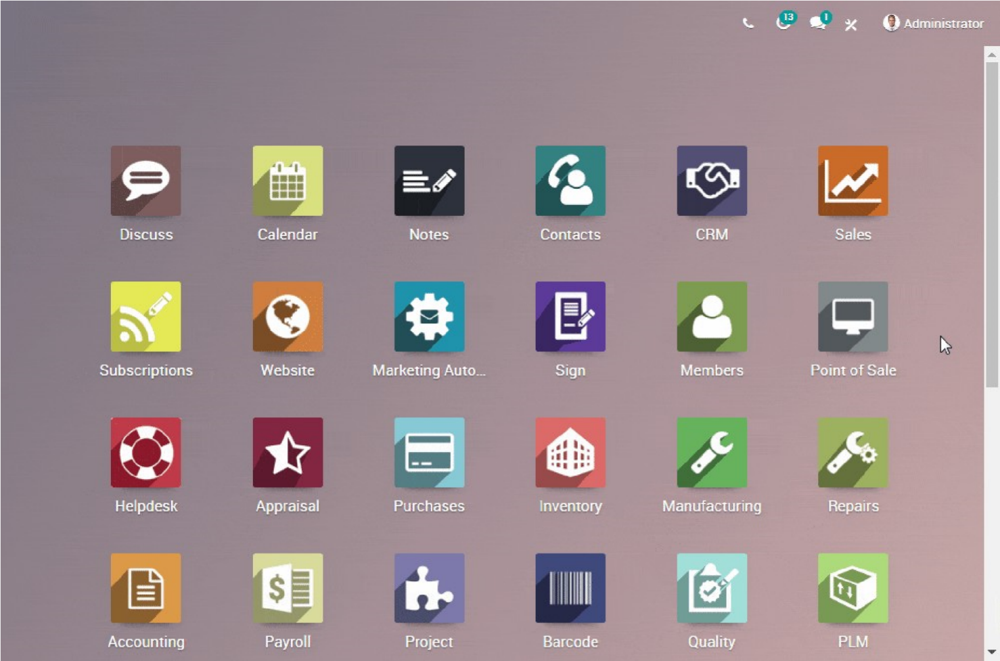 13 1 Administrator
Discuss Calendar Notes Contacts CRM Sales
Subscriptions Website Marketing Auto... Sign Members Point of Sale
Helpdesk Appraisal Purchases Inventory Manufacturing Repairs
$
Accounting Payroll Project Barcode Quality PLM